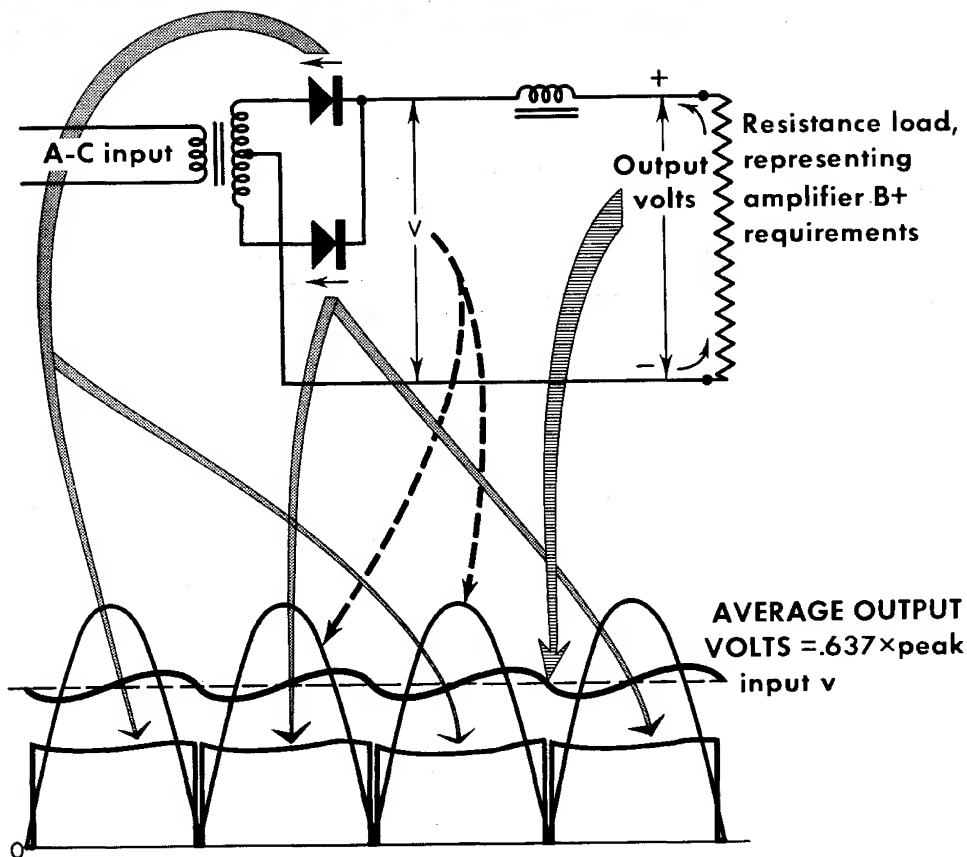 A-C input
+
Output
volts
v
−
Resistance load,
representing
amplifier B+
requirements
AVERAGE OUTPUT
VOLTS =.637×peak
input v
0